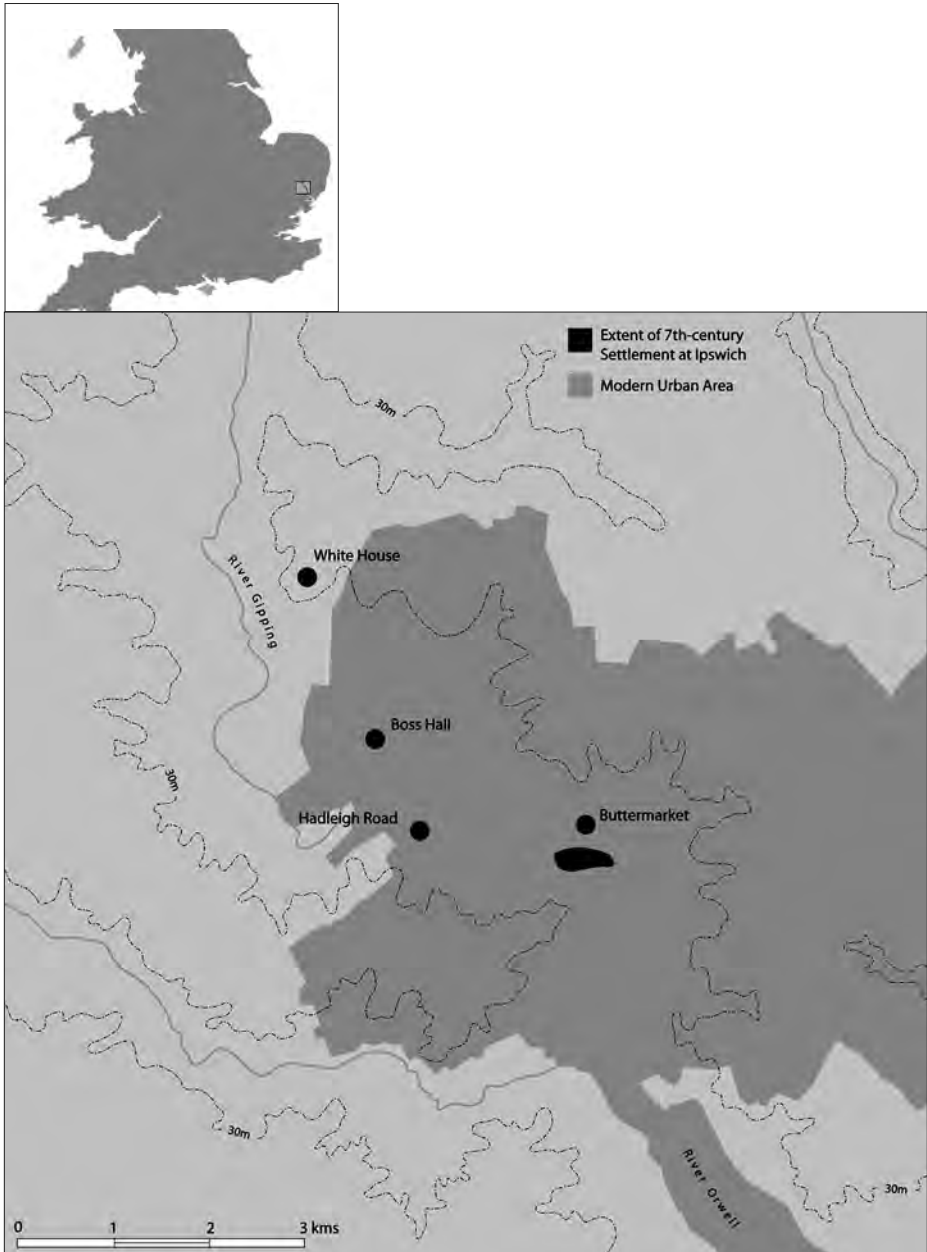 Extent of 7th-century
Settlement at Ipswich
Modern Urban Area
30m
White House
River Gipping
Boss Hall
30m
Hadleigh Road
Buttermarket
30m
River Orwell
30m
0 1 2 3 kms